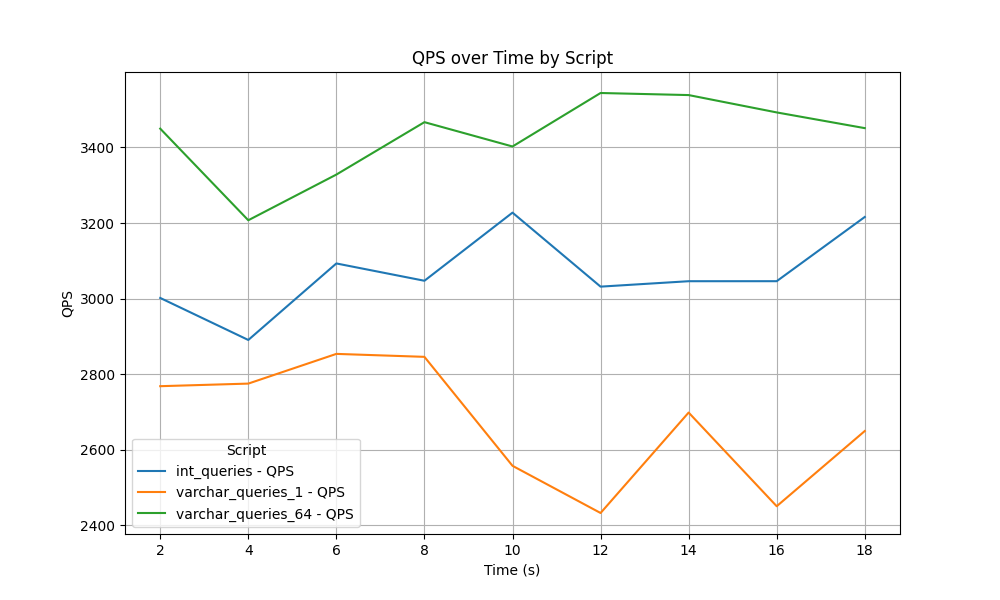 QPS over Time by Script
QPS
3400
3200
3000
2800
2600
2400
Script
int_queries - QPS
varchar_queries_1 - QPS
varchar_queries_64 - QPS
2 4 6 8 10 12 14 16 18
Time (s)